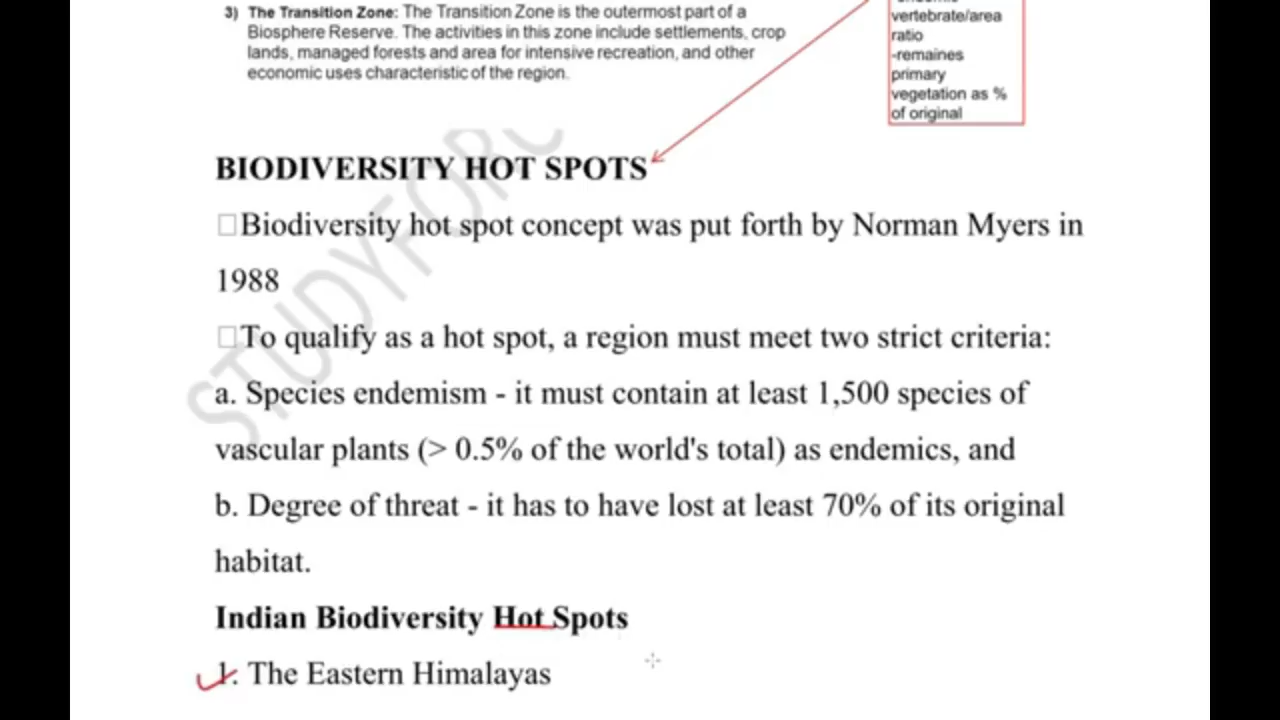 3) The Transition Zone: The Transition Zone is the outermost part of a
Biosphere Reserve. The activities in this zone include settlements, crop
lands, managed forests and area for intensive recreation, and other
economic uses characteristic of the region.
vertebrate/area
ratio
-remaines
primary
vegetation as %
of original
BIODIVERSITY HOT SPOTS
Biodiversity hot spot concept was put forth by Norman Myers in
1988
To qualify as a hot spot, a region must meet two strict criteria:
a. Species endemism - it must contain at least 1,500 species of
vascular plants (> 0.5% of the world's total) as endemics, and
b. Degree of threat - it has to have lost at least 70% of its original
habitat.
Indian Biodiversity Hot Spots
1. The Eastern Himalayas
STUDYFORC